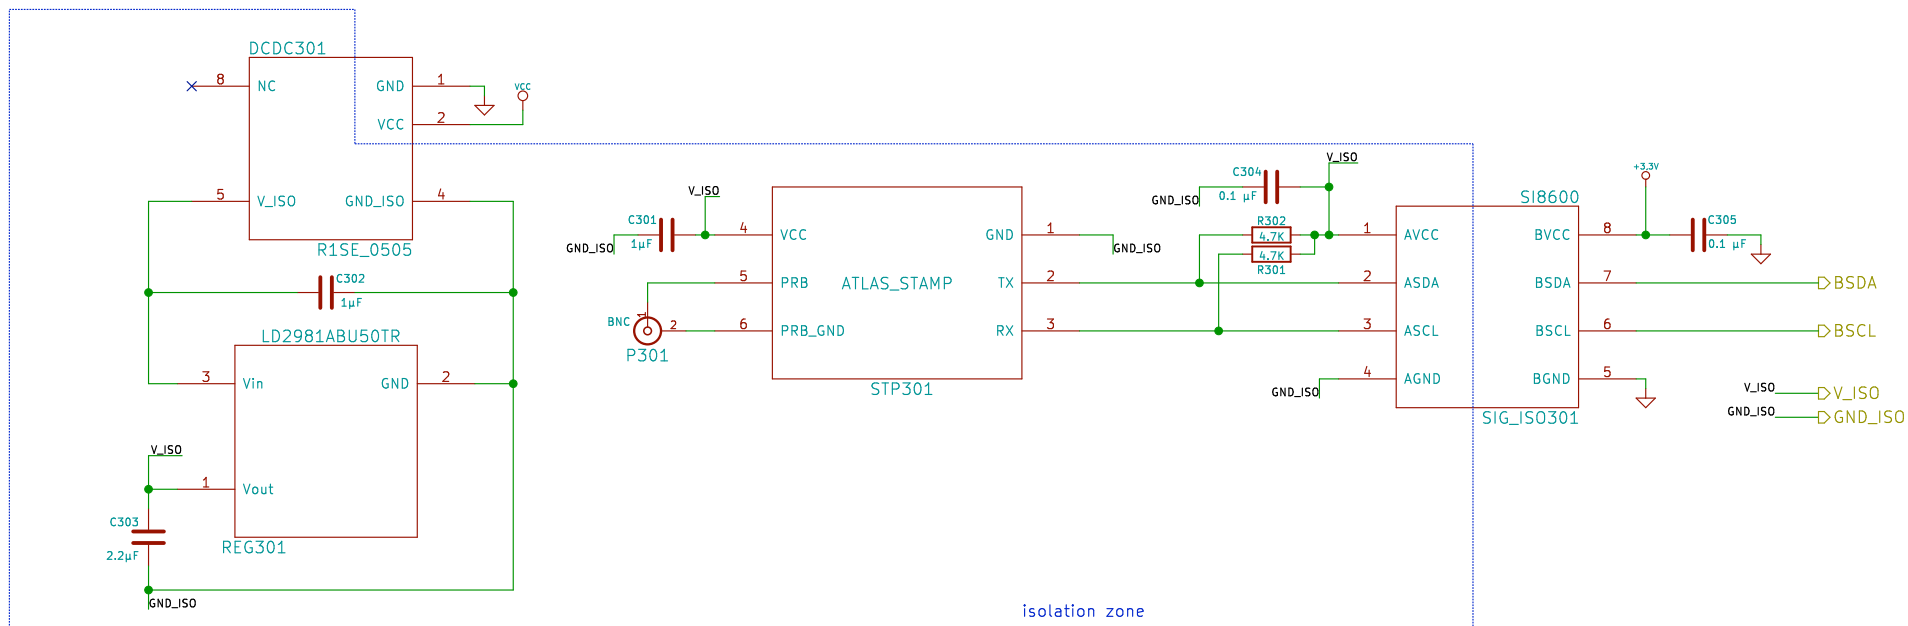 DCDC301
8
NC
GND
1
VCC
VCC
2
5
V_ISO
GND_ISO
4
R1SE_0505
C302
1µF
LD2981ABU50TR
3
Vin
GND
2
V_ISO
1
Vout
C303
2.2µF
REG301
GND_ISO
V_ISO
C301
1µF
GND_ISO
4
VCC
GND
1
GND_ISO
5
PRB
ATLAS_STAMP
TX
2
BNC
1
2
6
PRB_GND
RX
3
P301
STP301
V_ISO
C304
0.1 µF
GND_ISO
R302
4.7K
4.7K
R301
+3.3V
SI8600
1
AVCC
BVCC
8
C305
0.1 µF
2
ASDA
BSDA
7
BSDA
3
ASCL
BSCL
6
BSCL
4
AGND
BGND
5
GND_ISO
SIG_ISO301
V_ISO
V_ISO
GND_ISO
GND_ISO
isolation zone